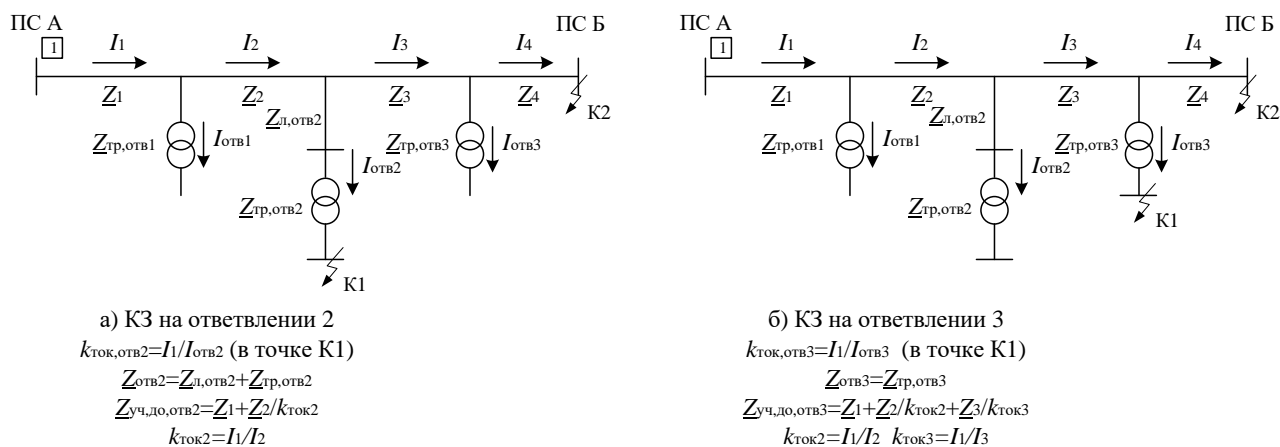 ПС А ПС Б
1 I1 I2 I3 I4
Z1 Z2 Z3 Z4
К2
Zл,отв2
Zтр,отв1 Iотв1 Zтр,отв3 Iотв3
Iотв2
Zтр,отв2
К1
а) КЗ на ответвлении 2
kток,отв2=I1/Iотв2 (в точке К1)
Zотв2=Zл,отв2+Zтр,отв2
Zуч,до,отв2=Z1+Z2/kток2
kток2=I1/I2
ПС А ПС Б
1 I1 I2 I3 I4
Z1 Z2 Z3 Z4
К2
Zл,отв2
Zтр,отв1 Iотв1 Zтр,отв3 Iотв3
Iотв2
Zтр,отв2
К1
б) КЗ на ответвлении 3
kток,отв3=I1/Iотв3 (в точке К1)
Zотв3=Zтр,отв3
Zуч,до,отв3=Z1+Z2/kток2+Z3/kток3
kток2=I1/I2 kток3=I1/I3